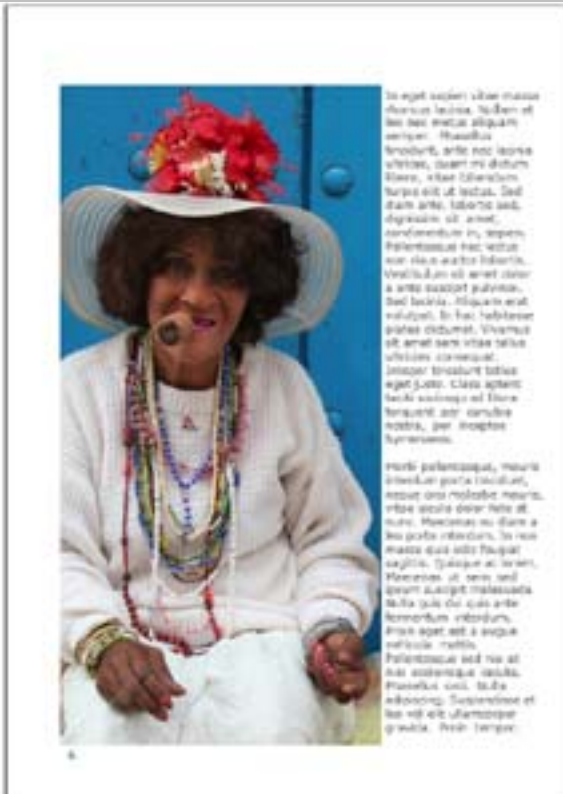 In eget sapien vitae massa
rhoncus lacinia. Nullam et
leo nec metus aliquam
semper. Phasellus
tincidunt, ante nec lacinia
ultrices, quam mi dictum
libero, vitae bibendum
turpis elit ut lectus. Sed
diam ante, lobortis sed,
dignissim sit amet,
condimentum in, sapien.
Pellentesque nec lectus
non risus auctor lobortis.
Vestibulum sit amet dolor
a ante suscipit pulvinar.
Sed lacinia. Aliquam erat
volutpat. In hac habitasse
platea dictumst. Vivamus
sit amet sem vitae tellus
ultricies consequat.
Integer tincidunt tellus
eget justo. Class aptent
taciti sociosqu ad litora
torquent per conubia
nostra, per inceptos
hymenaeos.
Morbi pellentesque, mauris
interdum porta tincidunt,
neque orci molestie mauris,
vitae iaculis dolor felis at
nunc. Maecenas eu diam a
leo porta interdum. In non
massa quis odio feugiat
sagittis. Quisque at lorem.
Maecenas ut sem sed
ipsum suscipit malesuada.
Nulla quis dui quis ante
fermentum interdum.
Proin eget est a augue
vehicula mattis.
Pellentesque sed nisi at
nisi scelerisque iaculis.
Phasellus orci. Nulla
adipiscing. Suspendisse et
leo vel elit ullamcorper
gravida. Proin tempor.